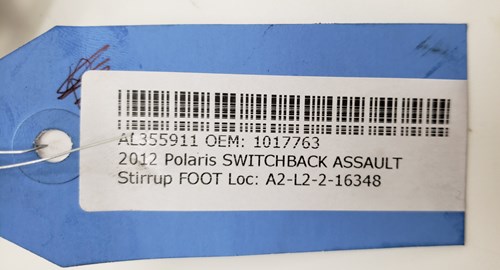 AL355911 OEM: 1017763
2012 Polaris SWITCHBACK ASSAULT
Stirrup FOOT Loc: A2-L2-2-16348